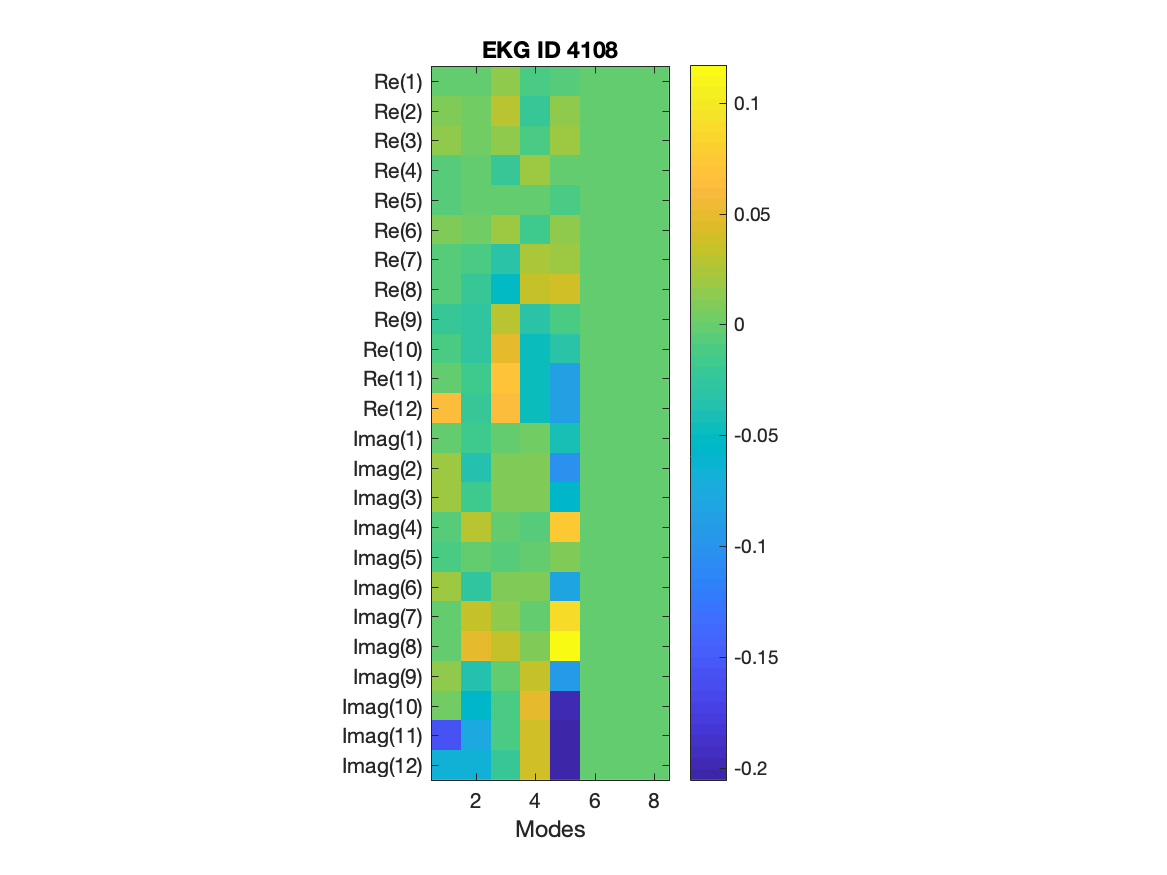 EKG ID 4108
Re(1)
Re(2)
Re(3)
Re(4)
Re(5)
Re(6)
Re(7)
Re(8)
Re(9)
Re(10)
Re(11)
Re(12)
Imag(1)
Imag(2)
Imag(3)
Imag(4)
Imag(5)
Imag(6)
Imag(7)
Imag(8)
Imag(9)
Imag(10)
Imag(11)
Imag(12)
2 4 6 8
Modes
0.1
0.05
0
-0.05
-0.1
-0.15
-0.2